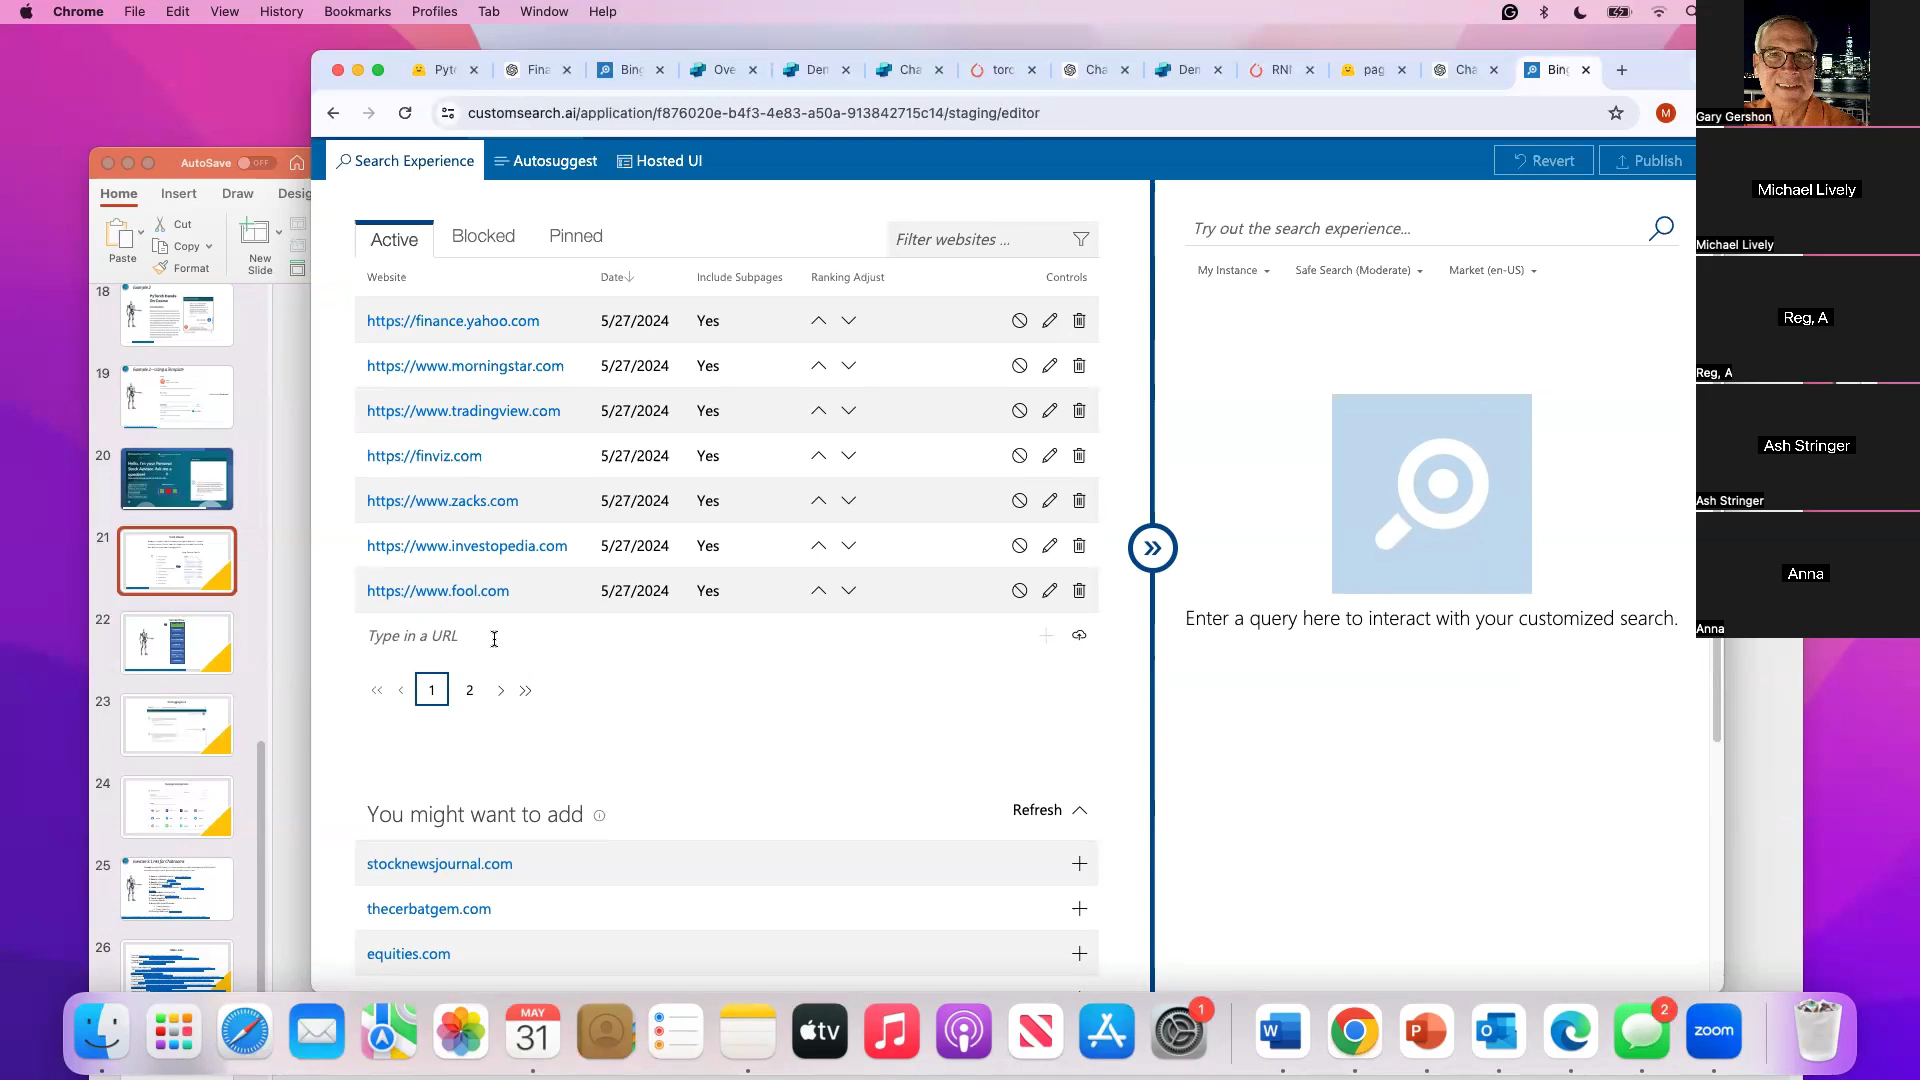 Chrome File Edit View History Bookmarks Profiles Tab Window Help
Pyt Fina Bin Ove Den Cha torc Cha Den RNI pag Cha Bing
customsearch.ai/application/f876020e-b4f3-4e83-a50a-913842715c14/staging/editor
M
AutoSave OFF
Home Insert Draw Desig
Paste
Cut
Copy
Format
New
Slide
18
19
20
21
22
23
24
25
26
Search Experience Autosuggest Hosted UI Revert Publish
Active Blocked Pinned Filter websites ...
Website Date Include Subpages Ranking Adjust Controls
https://finance.yahoo.com 5/27/2024 Yes
https://www.morningstar.com 5/27/2024 Yes
https://www.tradingview.com 5/27/2024 Yes
https://finviz.com 5/27/2024 Yes
https://www.zacks.com 5/27/2024 Yes
https://www.investopedia.com 5/27/2024 Yes
https://www.fool.com 5/27/2024 Yes
Type in a URL
1 2
You might want to add Refresh
stocknewsjournal.com
thecerbatgem.com
equities.com
Try out the search experience...
My Instance Safe Search (Moderate) Market (en-US)
Enter a query here to interact with your customized search.
Gary Gershon
Michael Lively
Michael Lively
Reg, A
Reg, A
Ash Stringer
Ash Stringer
Anna
Anna
MAY
31
tv
1
W
P
2
zoom